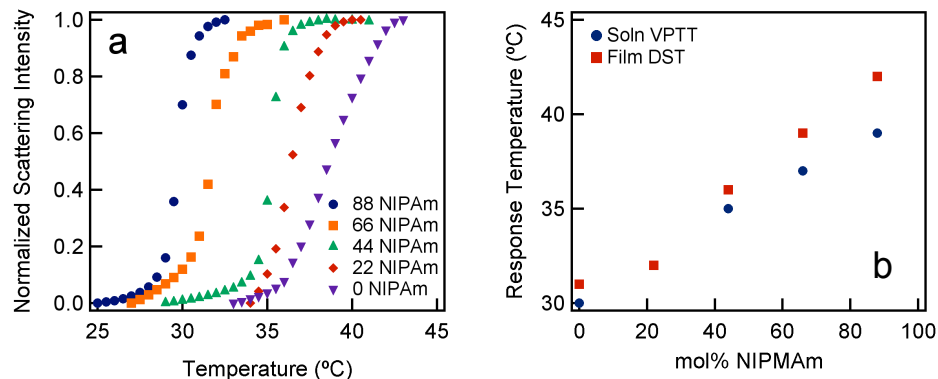 a
Normalized Scattering Intensity
1.0
0.8
0.6
0.4
0.2
0.0
88 NIPAm
66 NIPAm
44 NIPAm
22 NIPAm
0 NIPAm
25 30 35 40 45
Temperature (ºC)
Soln VPTT
Film DST
Response Temperature (ºC)
45
40
35
30
b
0 20 40 60 80 100
mol% NIPMAm